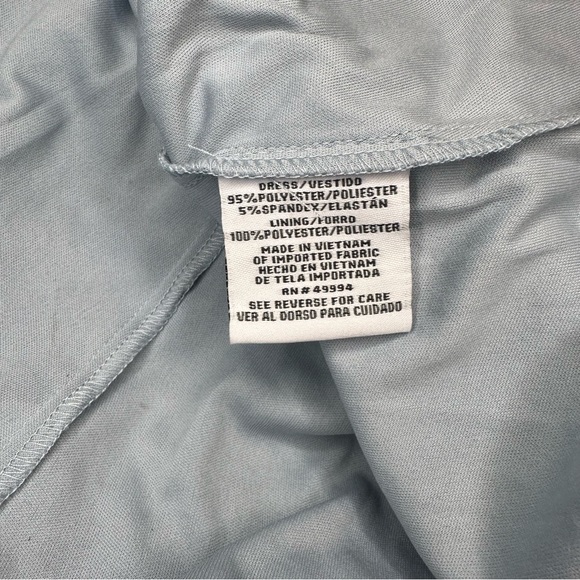 DRESS/VESTIDO
95%POLYESTER/POLIESTER
5%SPANDEX/ELASTÁN
LINING/FORRO
100%POLYESTER/POLIESTER
MADE IN VIETNAM
OF IMPORTED FABRIC
HECHO EN VIETNAM
DE TELA IMPORTADA
RN# 49994
SEE REVERSE FOR CARE
VER AL DORSO PARA CUIDADO